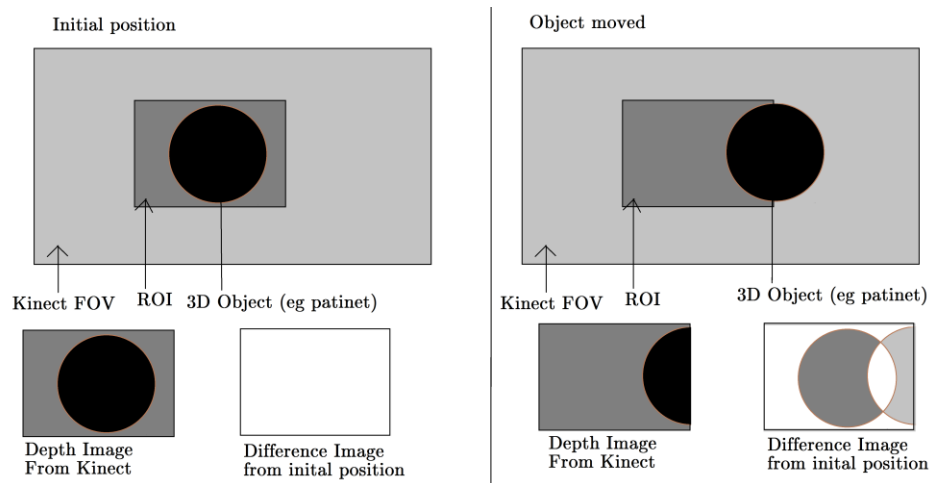 Initial position
Kinect FOV
ROI
3D Object (eg patinet)
Depth Image
From Kinect
Difference Image
from inital position
Object moved
Kinect FOV
ROI
3D Object (eg patinet)
Depth Image
From Kinect
Difference Image
from inital position